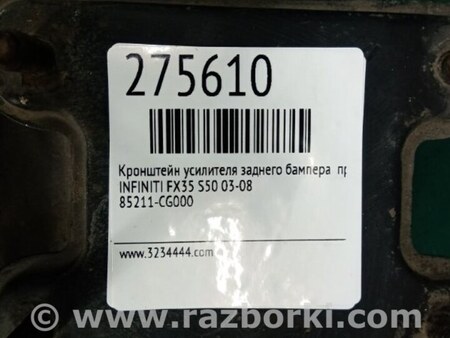 275610
Кронштейн усилителя заднего бампера пр
INFINITI FX35 S50 03-08
85211-CG000
www.3234444.com
© www.razborki.com/